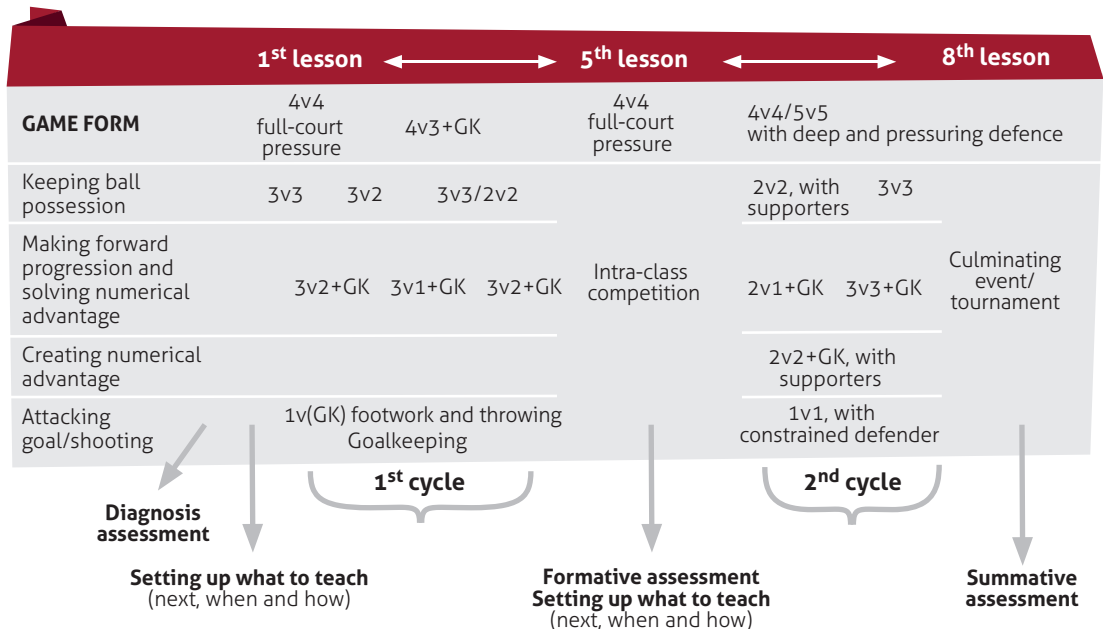 1st lesson 5th lesson 8th lesson
GAME FORM
4v4
full-court
pressure
4v3+GK
4v4
full-court
pressure
4v4/5v5
with deep and pressuring defence
Keeping ball
possession
3v3 3v2 3v3/2v2
2v2, with
supporters
3v3
Making forward
progression and
solving numerical
advantage
3v2+GK 3v1+GK 3v2+GK
Intra-class
competition
2v1+GK 3v3+GK
Culminating
event/
tournament
Creating numerical
advantage
2v2+GK, with
supporters
Attacking
goal/shooting
1v(GK) footwork and throwing
Goalkeeping
1v1, with
constrained defender
1st cycle
2nd cycle
Diagnosis
assessment
Setting up what to teach
(next, when and how)
Formative assessment
Setting up what to teach
(next, when and how)
Summative
assessment